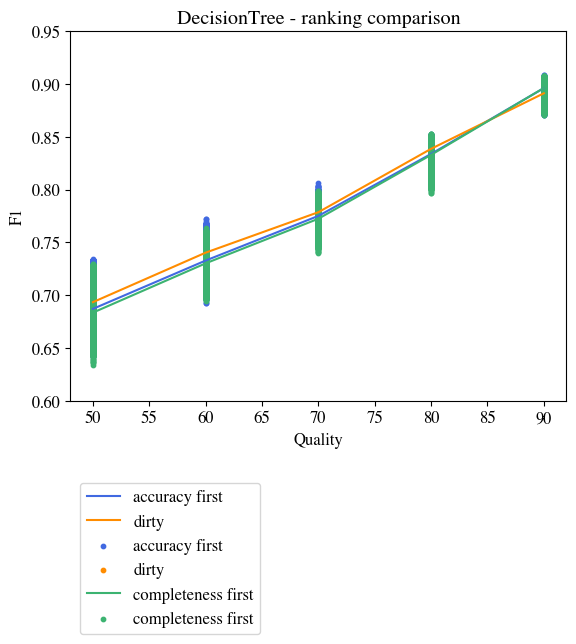 DecisionTree - ranking comparison
0.95
0.90
0.85
0.80
0.75
0.70
0.65
0.60
F1
50 55 60 65 70 75 80 85 90
Quality
accuracy first
dirty
accuracy first
dirty
completeness first
completeness first